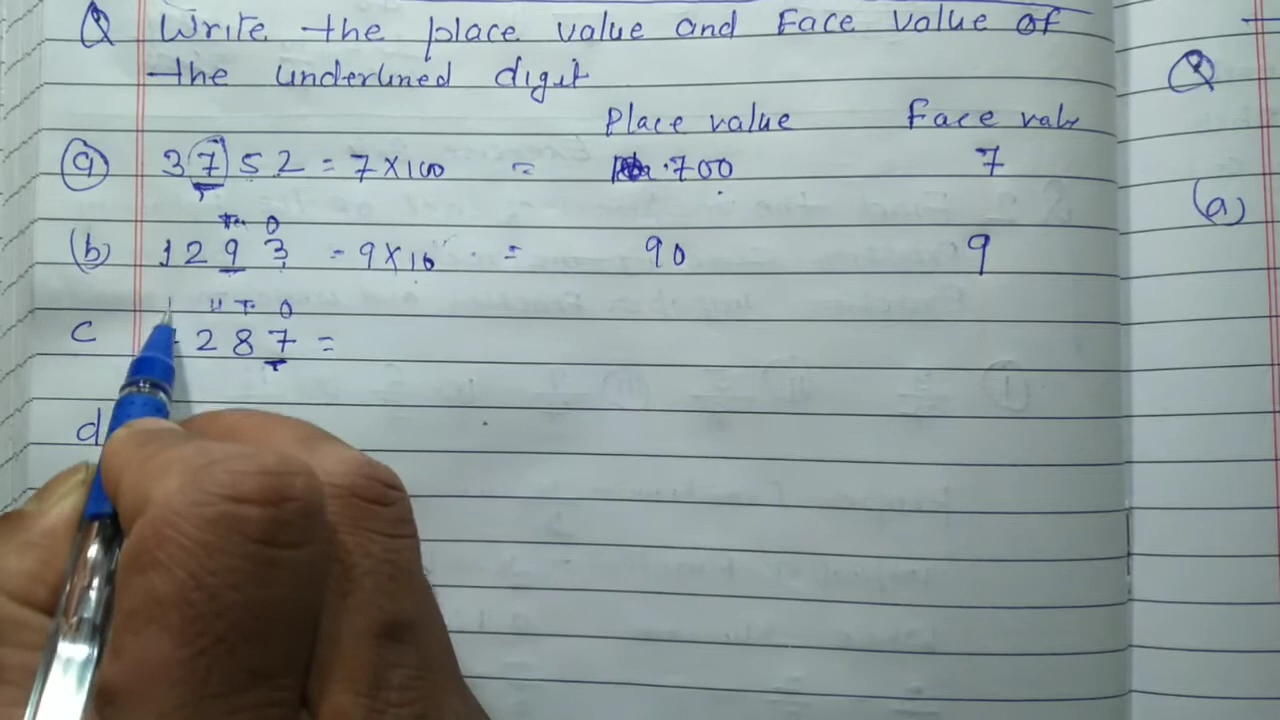 Q Write the place value and Face value of
the underlined digit
Place value Face valu
(a) 3752 = 7×100 = 700 7
T O
(b) 1293 = 9×10 = 90 9
H T O
c 287 =
d
Q
(a)